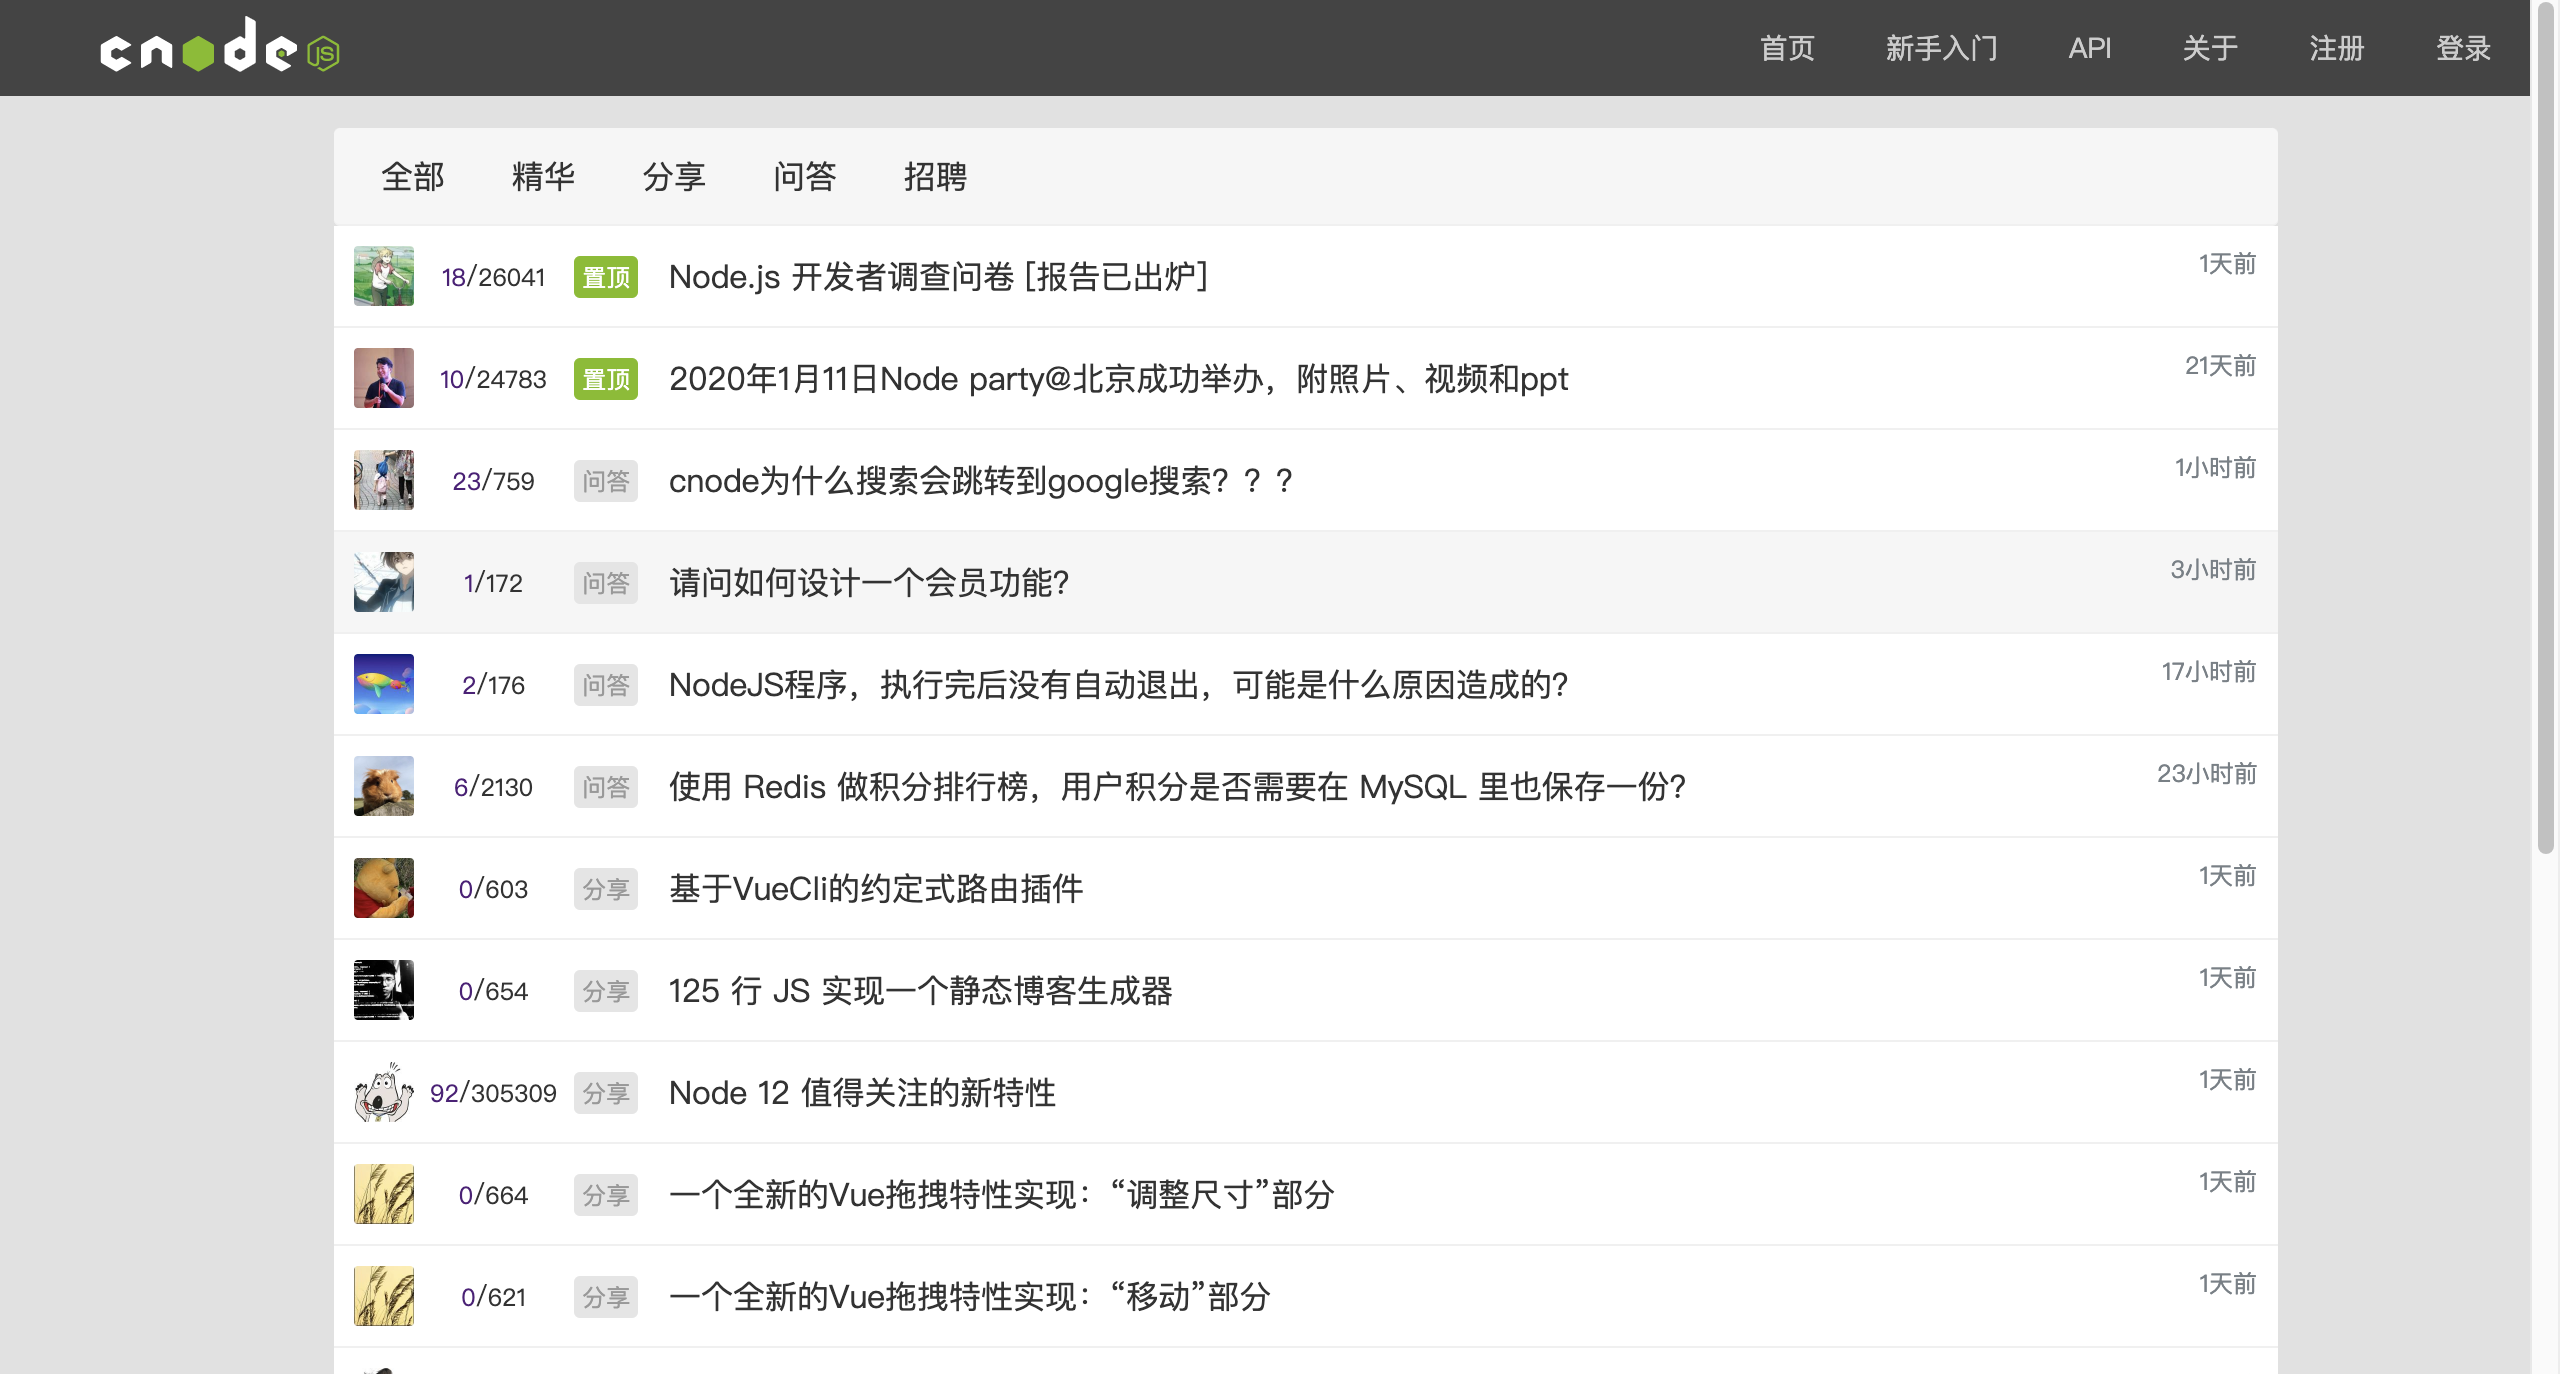 cnode JS 首页 新手入门 API 关于 注册 登录
全部 精华 分享 问答 招聘
18/26041 置顶 Node.js 开发者调查问卷 [报告已出炉] 1天前
10/24783 置顶 2020年1月11日Node party@北京成功举办，附照片、视频和ppt 21天前
23/759 问答 cnode为什么搜索会跳转到google搜索？？？ 1小时前
1/172 问答 请问如何设计一个会员功能? 3小时前
2/176 问答 NodeJS程序，执行完后没有自动退出，可能是什么原因造成的? 17小时前
6/2130 问答 使用 Redis 做积分排行榜，用户积分是否需要在 MySQL 里也保存一份? 23小时前
0/603 分享 基于VueCli的约定式路由插件 1天前
0/654 分享 125 行 JS 实现一个静态博客生成器 1天前
92/305309 分享 Node 12 值得关注的新特性 1天前
0/664 分享 一个全新的Vue拖拽特性实现：“调整尺寸”部分 1天前
0/621 分享 一个全新的Vue拖拽特性实现：“移动”部分 1天前